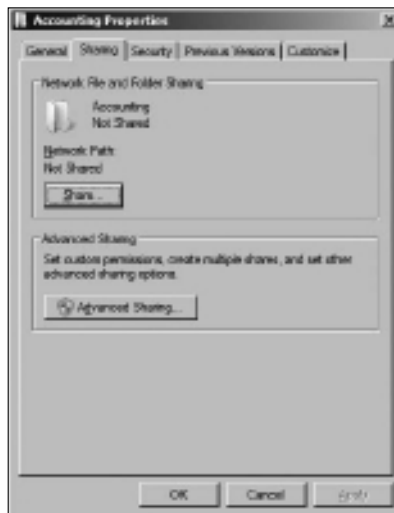 Accounting Properties
General Sharing Security Previous Versions Customize
Network File and Folder Sharing
Accounting
Not Shared
Network Path:
Not Shared
Share...
Advanced Sharing
Set custom permissions, create multiple shares, and set other
advanced sharing options.
Advanced Sharing...
OK Cancel Apply